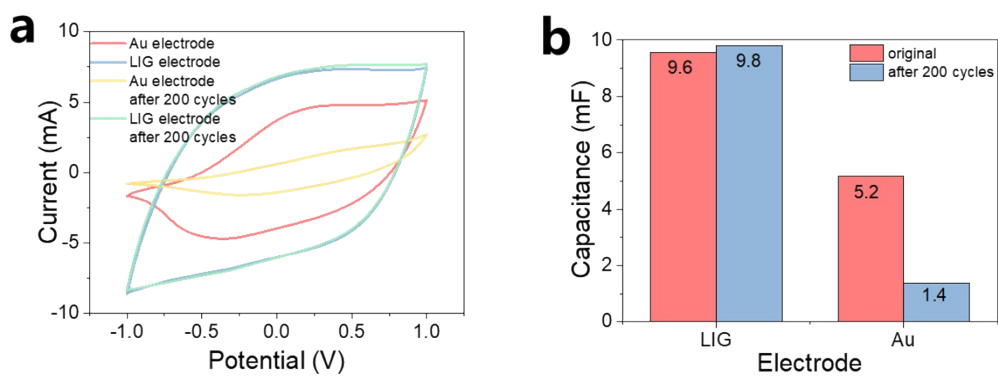 a
10
5
0
-5
-10
Current (mA)
Au electrode
LIG electrode
Au electrode
after 200 cycles
LIG electrode
after 200 cycles
-1.0 -0.5 0.0 0.5 1.0
Potential (V)
b
10
8
6
4
2
0
Capacitance (mF)
original
after 200 cycles
9.6 9.8
5.2
1.4
LIG Au
Electrode